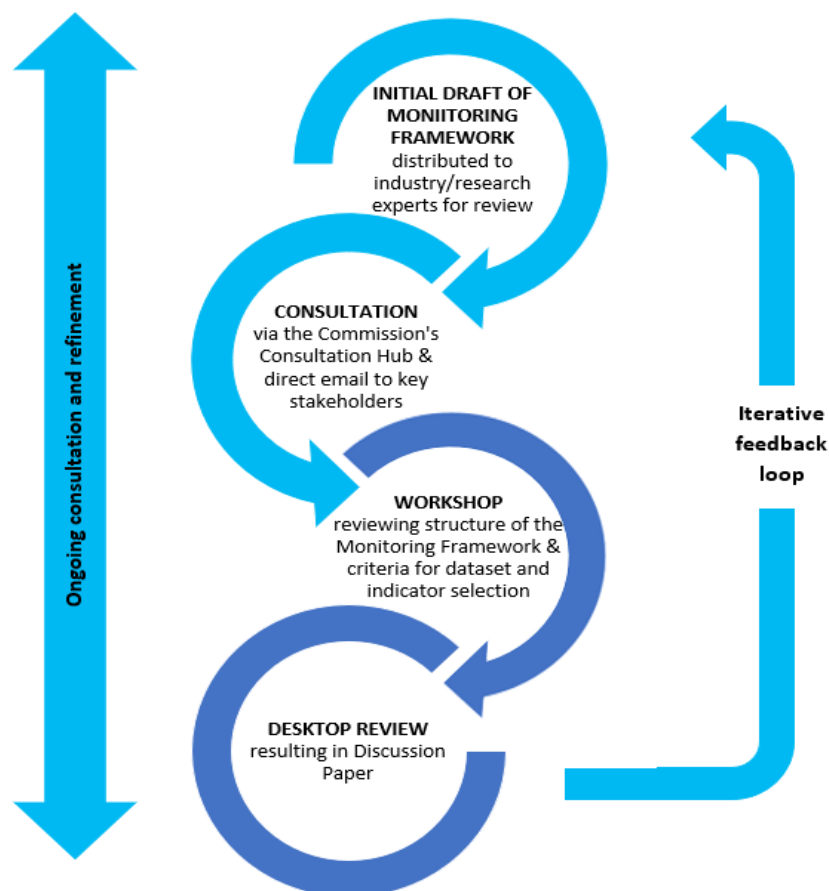 INITIAL DRAFT OF
MONIITORING
FRAMEWORK
distributed to
industry/research
experts for review
CONSULTATION
via the Commission's
Consultation Hub &
direct email to key
stakeholders
WORKSHOP
reviewing structure of the
Monitoring Framework &
criteria for dataset and
indicator selection
DESKTOP REVIEW
resulting in Discussion
Paper
Ongoing consultation and refinement
Iterative
feedback
loop